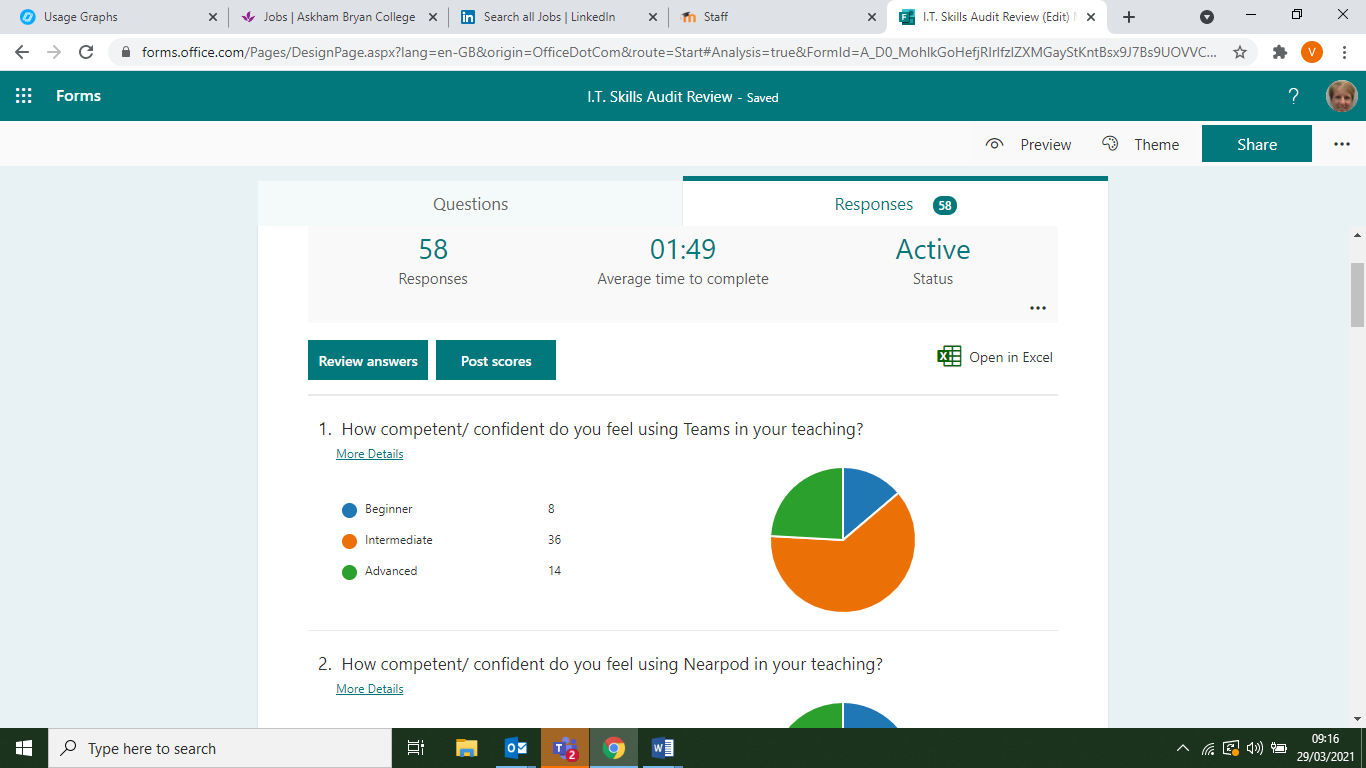 Usage Graphs
Jobs | Askham Bryan College
Search all Jobs | LinkedIn
Staff
I.T. Skills Audit Review (Edit)
forms.office.com/Pages/DesignPage.aspx?lang=en-GB&origin=OfficeDotCom&route=Start#Analysis=true&FormId=
V
Forms
I.T. Skills Audit Review - Saved
?
Preview
Theme
Share
Questions
Responses 58
58
01:49
Active
Responses
Average time to complete
Status
Review answers
Post scores
Open in Excel
1. How competent/ confident do you feel using Teams in your teaching?
More Details
Beginner 8
Intermediate 36
Advanced 14
2. How competent/ confident do you feel using Nearpod in your teaching?
More Details
Type here to search
2
09:16
29/03/2021